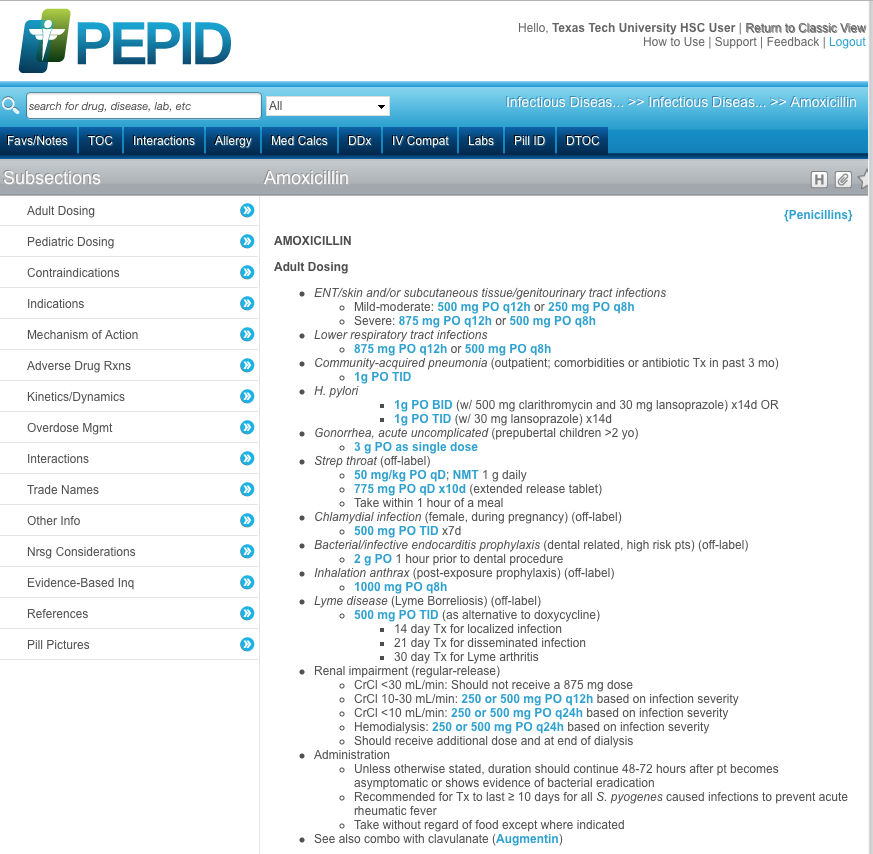 PEPID
Hello, Texas Tech University HSC User | Return to Classic View
How to Use | Support | Feedback | Logout
search for drug, disease, lab, etc
All
Infectious Diseas... >> Infectious Diseas... >> Amoxicillin
Favs/Notes TOC Interactions Allergy Med Calcs DDx IV Compat Labs Pill ID DTOC
Subsections
Adult Dosing
Pediatric Dosing
Contraindications
Indications
Mechanism of Action
Adverse Drug Rxns
Kinetics/Dynamics
Overdose Mgmt
Interactions
Trade Names
Other Info
Nrsg Considerations
Evidence-Based Inq
References
Pill Pictures
Amoxicillin
H
{Penicillins}
AMOXICILLIN
Adult Dosing
ENT/skin and/or subcutaneous tissue/genitourinary tract infections
Mild-moderate: 500 mg PO q12h or 250 mg PO q8h
Severe: 875 mg PO q12h or 500 mg PO q8h
Lower respiratory tract infections
875 mg PO q12h or 500 mg PO q8h
Community-acquired pneumonia (outpatient; comorbidities or antibiotic Tx in past 3 mo)
1g PO TID
H. pylori
1g PO BID (w/ 500 mg clarithromycin and 30 mg lansoprazole) x14d OR
1g PO TID (w/ 30 mg lansoprazole) x14d
Gonorrhea, acute uncomplicated (prepubertal children >2 yo)
3 g PO as single dose
Strep throat (off-label)
50 mg/kg PO qD; NMT 1 g daily
775 mg PO qD x10d (extended release tablet)
Take within 1 hour of a meal
Chlamydial infection (female, during pregnancy) (off-label)
500 mg PO TID x7d
Bacterial/infective endocarditis prophylaxis (dental related, high risk pts) (off-label)
2 g PO 1 hour prior to dental procedure
Inhalation anthrax (post-exposure prophylaxis) (off-label)
1000 mg PO q8h
Lyme disease (Lyme Borreliosis) (off-label)
500 mg PO TID (as alternative to doxycycline)
14 day Tx for localized infection
21 day Tx for disseminated infection
30 day Tx for Lyme arthritis
Renal impairment (regular-release)
CrCl <30 mL/min: Should not receive a 875 mg dose
CrCl 10-30 mL/min: 250 or 500 mg PO q12h based on infection severity
CrCl <10 mL/min: 250 or 500 mg PO q24h based on infection severity
Hemodialysis: 250 or 500 mg PO q24h based on infection severity
Should receive additional dose and at end of dialysis
Administration
Unless otherwise stated, duration should continue 48-72 hours after pt becomes
asymptomatic or shows evidence of bacterial eradication
Recommended for Tx to last ≥ 10 days for all S. pyogenes caused infections to prevent acute
rheumatic fever
Take without regard of food except where indicated
See also combo with clavulanate (Augmentin)